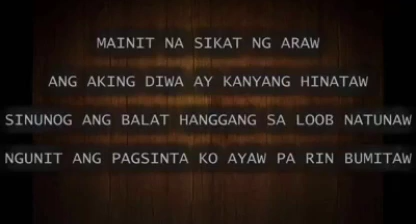 MAINIT NA SIKAT NG ARAW
ANG AKING DIWA AY KANYANG HINATAW
SINUNOG ANG BALAT HANGGANG SA LOOB NATUNAW
NGUNIT ANG PAGSINTA KO AYAW PA RIN BUMITAW